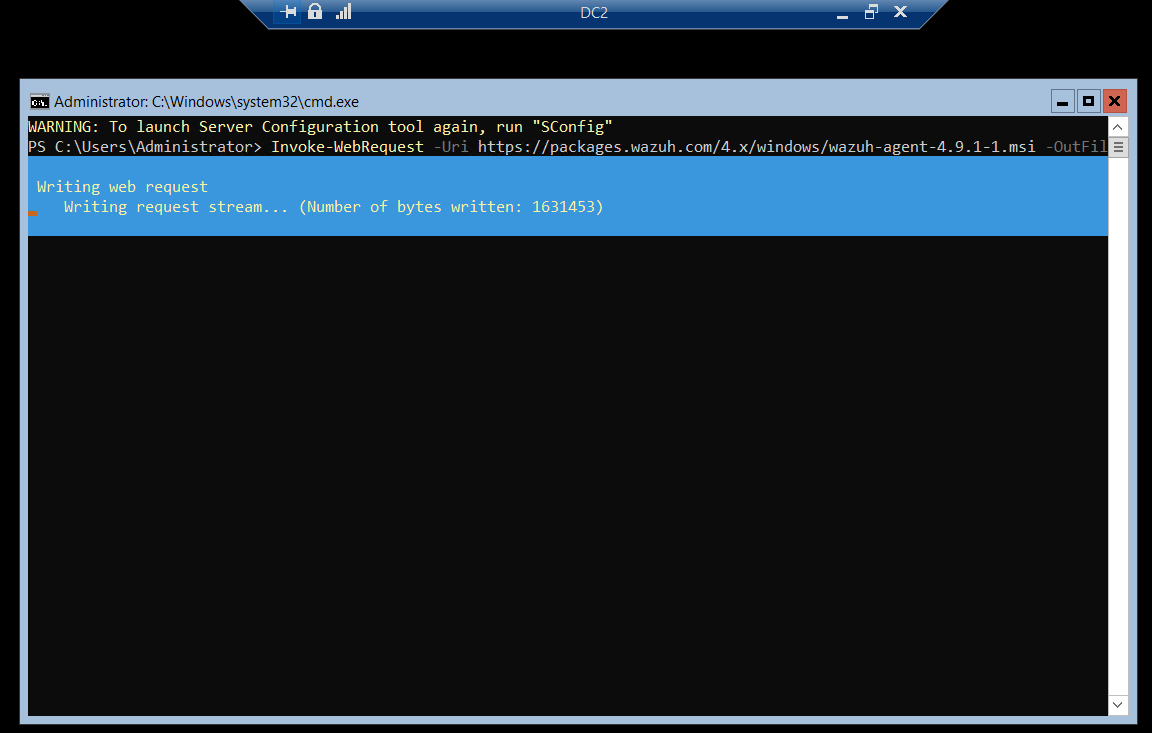 DC2
Administrator: C:\Windows\system32\cmd.exe
WARNING: To launch Server Configuration tool again, run "SConfig"
PS C:\Users\Administrator> Invoke-WebRequest -Uri https://packages.wazuh.com/4.x/windows/wazuh-agent-4.9.1-1.msi -OutFil
Writing web request
Writing request stream... (Number of bytes written: 1631453)